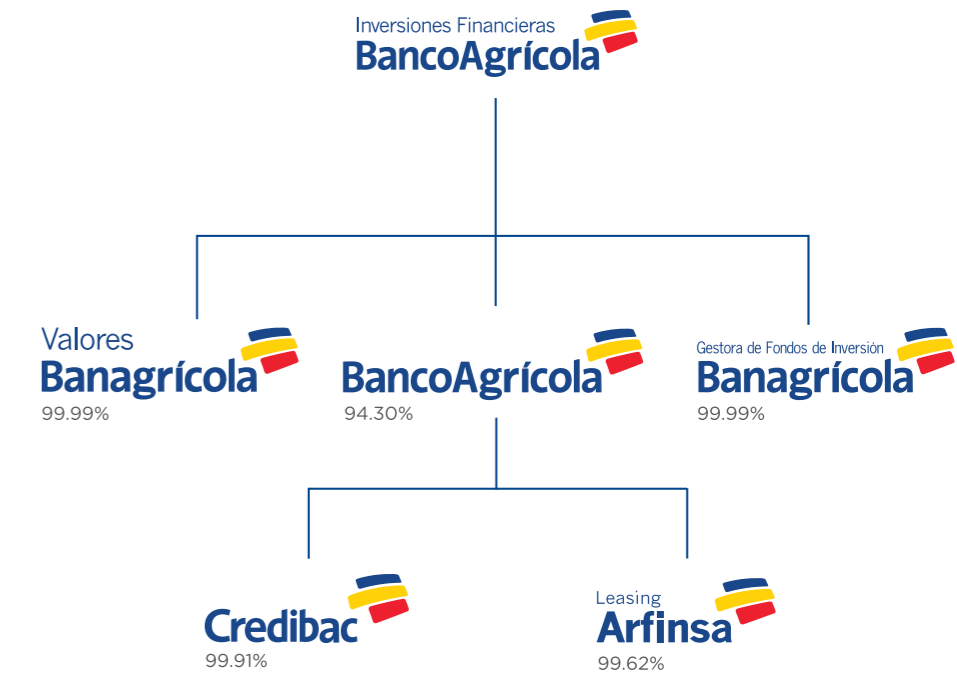 Inversiones Financieras
BancoAgrícola
Valores
Banagrícola
99.99%
BancoAgrícola
94.30%
Gestora de Fondos de Inversión
Banagrícola
99.99%
Credibac
99.91%
Leasing
Arfinsa
99.62%